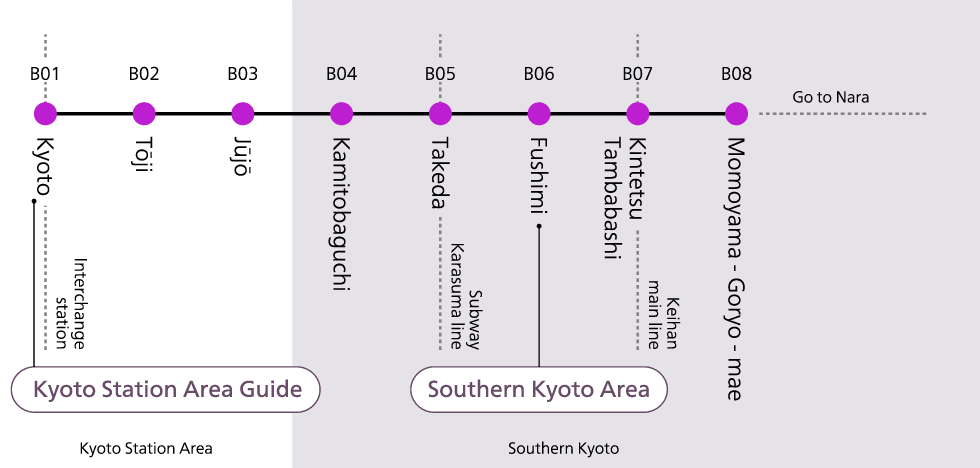 B01
B02
B03
B04
B05
B06
B07
B08
Go to Nara
Kyoto
Tōji
Jūjō
Kamitobaguchi
Takeda
Fushimi
Kintetsu
Tambabashi
Momoyama - Goryo - mae
Interchange
station
Subway
Karasuma line
Keihan
main line
Kyoto Station Area Guide
Southern Kyoto Area
Kyoto Station Area
Southern Kyoto